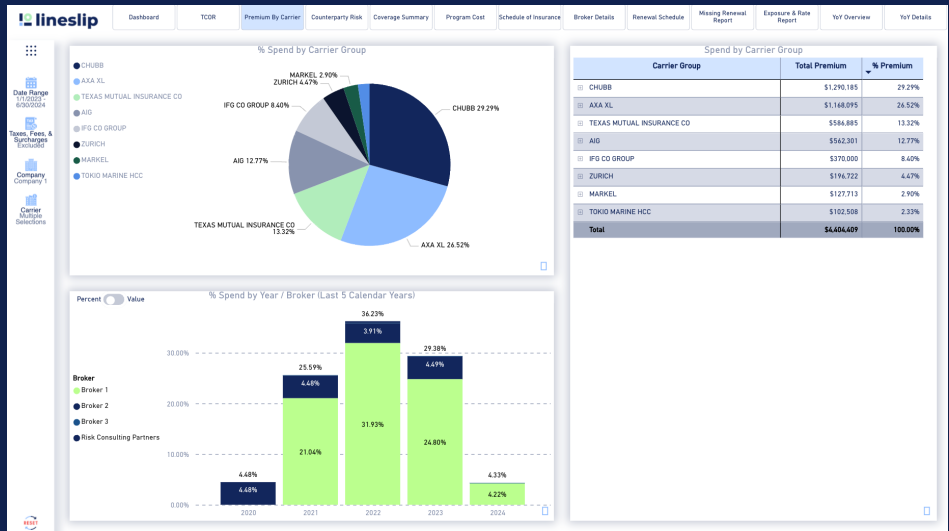 lineslip
Dashboard
TCOR
Premium By Carrier
Counterparty Risk
Coverage Summary
Program Cost
Schedule of Insurance
Broker Details
Renewal Schedule
Missing Renewal
Report
Exposure & Rate
Report
YoY Overview
YoY Details
Date Range
1/1/2023 -
6/30/2024
Taxes, Fees, &
Surcharges
Excluded
Company
Company 1
Carrier
Multiple
Selections
RESET
% Spend by Carrier Group
CHUBB
AXA XL
TEXAS MUTUAL INSURANCE CO
AIG
IFG CO GROUP
ZURICH
MARKEL
TOKIO MARINE HCC
MARKEL 2.90%
ZURICH 4.47%
IFG CO GROUP 8.40%
CHUBB 29.29%
AIG 12.77%
TEXAS MUTUAL INSURANCE CO
13.32%
AXA XL 26.52%
Spend by Carrier Group
Carrier Group Total Premium % Premium
CHUBB $1,290,185 29.29%
AXA XL $1,168,095 26.52%
TEXAS MUTUAL INSURANCE CO $586,885 13.32%
AIG $562,301 12.77%
IFG CO GROUP $370,000 8.40%
ZURICH $196,722 4.47%
MARKEL $127,713 2.90%
TOKIO MARINE HCC $102,508 2.33%
Total $4,404,409 100.00%
Percent Value
% Spend by Year / Broker (Last 5 Calendar Years)
Broker
Broker 1
Broker 2
Broker 3
Risk Consulting Partners
30.00%
20.00%
10.00%
0.00%
4.48%
4.48%
2020
25.59%
4.48%
21.04%
2021
36.23%
3.91%
31.93%
2022
29.38%
4.49%
24.80%
2023
4.33%
4.22%
2024